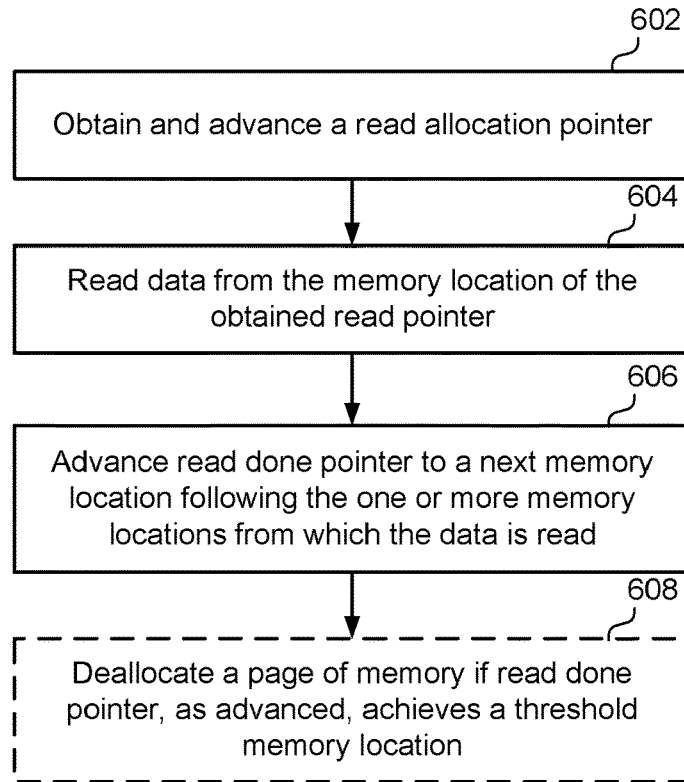 602
Obtain and advance a read allocation pointer
604
Read data from the memory location of the
obtained read pointer
606
Advance read done pointer to a next memory
location following the one or more memory
locations from which the data is read
608
Deallocate a page of memory if read done
pointer, as advanced, achieves a threshold
memory location